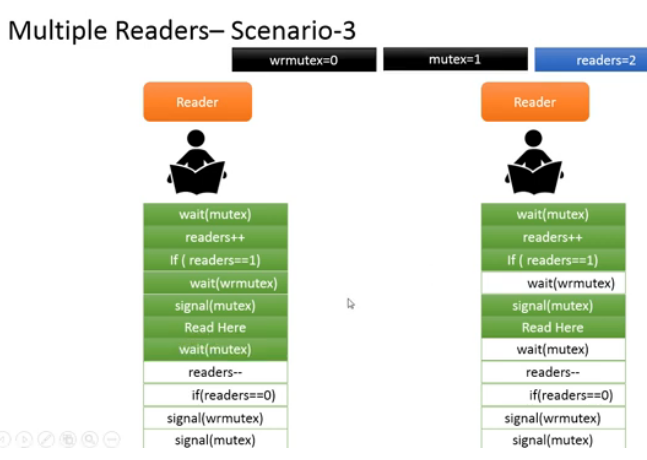 Multiple Readers– Scenario-3
wrmutex=0
mutex=1
readers=2
Reader
wait(mutex)
readers++
If ( readers==1)
wait(wrmutex)
signal(mutex)
Read Here
wait(mutex)
readers--
if(readers==0)
signal(wrmutex)
signal(mutex)
Reader
wait(mutex)
readers++
If ( readers==1)
wait(wrmutex)
signal(mutex)
Read Here
wait(mutex)
readers--
if(readers==0)
signal(wrmutex)
signal(mutex)